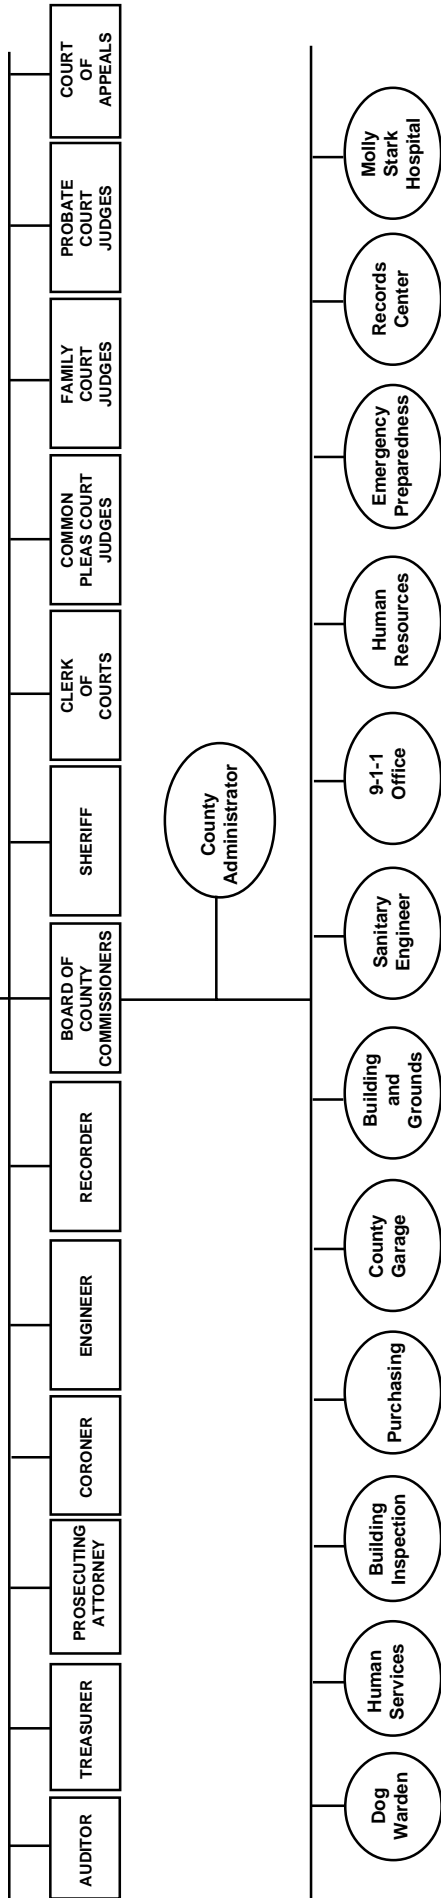 AUDITOR
TREASURER
PROSECUTING
ATTORNEY
CORONER
ENGINEER
RECORDER
BOARD OF
COUNTY
COMMISSIONERS
SHERIFF
CLERK
OF
COURTS
COMMON
PLEAS COURT
JUDGES
FAMILY
COURT
JUDGES
PROBATE
COURT
JUDGES
COURT
OF
APPEALS
County
Administrator
Dog
Warden
Human
Services
Building
Inspection
Purchasing
County
Garage
Building
and
Grounds
Sanitary
Engineer
9-1-1
Office
Human
Resources
Emergency
Preparedness
Records
Center
Molly
Stark
Hospital